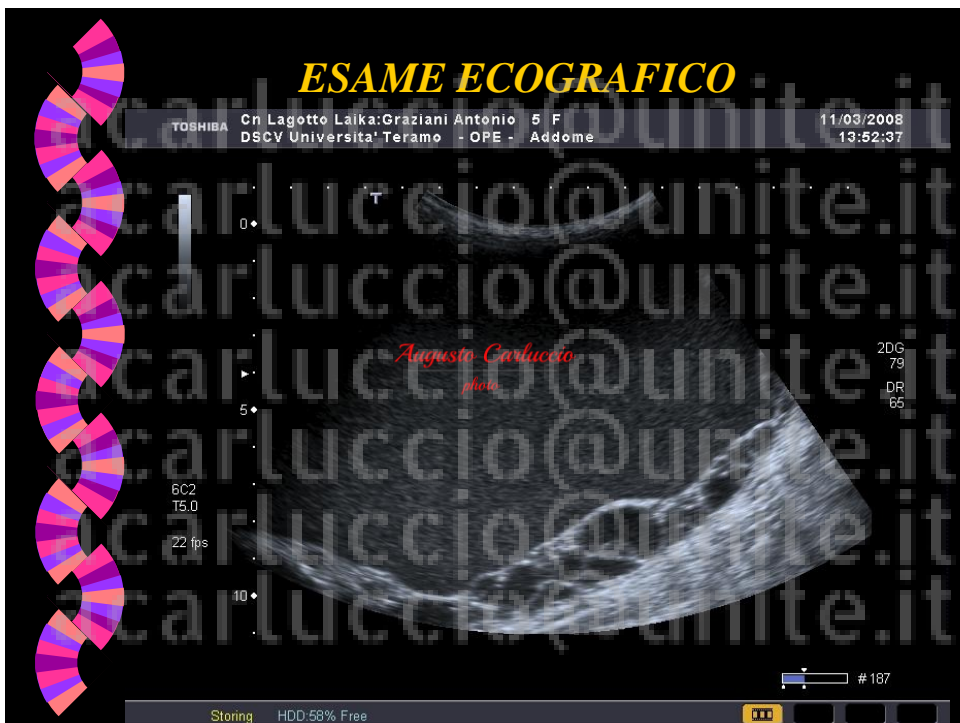 ESAME ECOGRAFICO
TOSHIBA Cn Lagotto Laika:Graziani Antonio 5 F 11/03/2008
DSCV Universita' Teramo - OPE - Addome 13:52:37
acarluccio@unite.it
acarluccio@unite.it
T
0
acarluccio@unite.it
acarluccio@unite.it
Augusto Carluccio
photo
2DG
79
DR
65
acarluccio@unite.it
5
acarluccio@unite.it
6C2
T5.0
22 fps
acarluccio@unite.it
10
acarluccio@unite.it
# 187
Storing HDD:58% Free